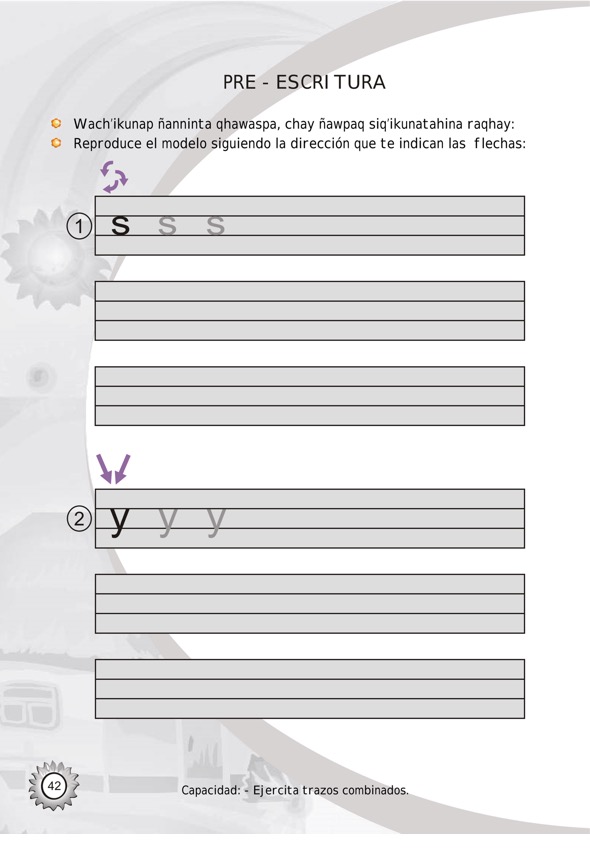 PRE - ESCRITURA
Wach'ikunap ñanninta qhawaspa, chay ñawpaq siq'ikunatahina raqhay:
Reproduce el modelo siguiendo la dirección que te indican las flechas:
1 s s s
2 y y y
42
Capacidad: - Ejercita trazos combinados.